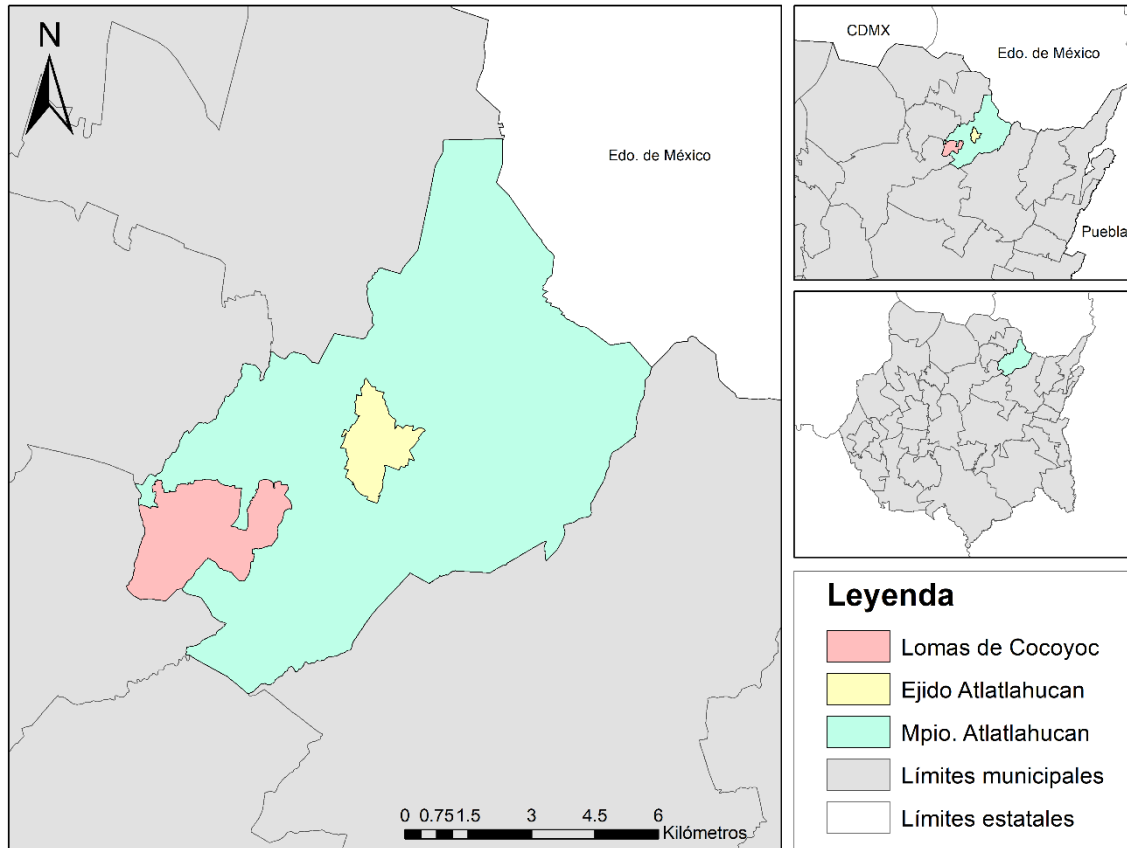 N
Edo. de México
0 0.75 1.5 3 4.5 6
Kilómetros
CDMX
Edo. de México
Puebla
Leyenda
Lomas de Cocoyoc
Ejido Atlatlahucan
Mpio. Atlatlahucan
Límites municipales
Límites estatales